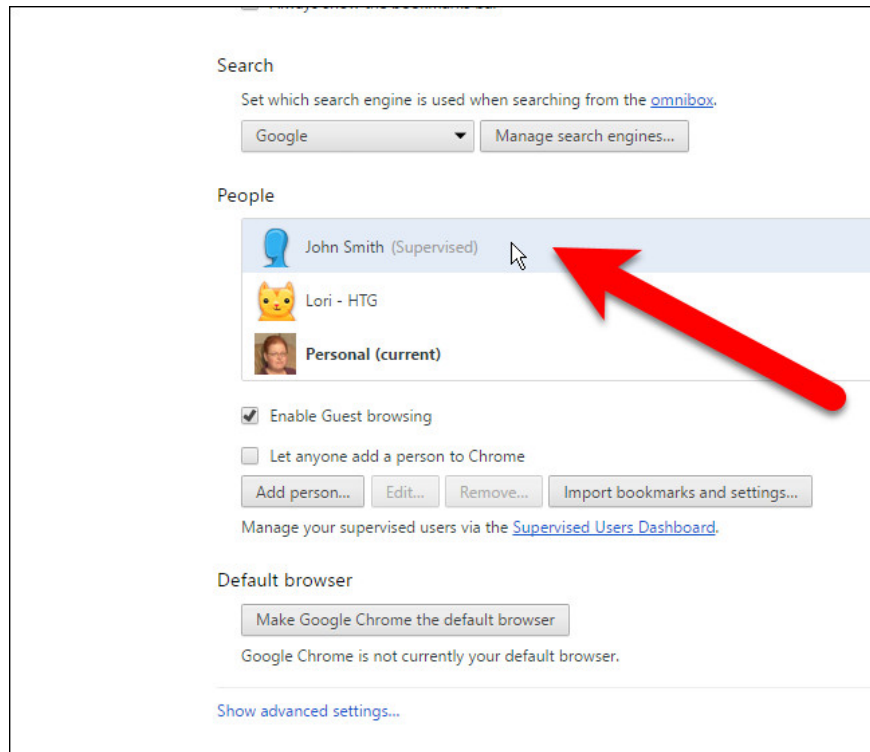 Search
Set which search engine is used when searching from the omnibox.
Google Manage search engines...
People
John Smith (Supervised)
Lori - HTG
Personal (current)
Enable Guest browsing
Let anyone add a person to Chrome
Add person... Edit... Remove... Import bookmarks and settings...
Manage your supervised users via the Supervised Users Dashboard.
Default browser
Make Google Chrome the default browser
Google Chrome is not currently your default browser.
Show advanced settings...